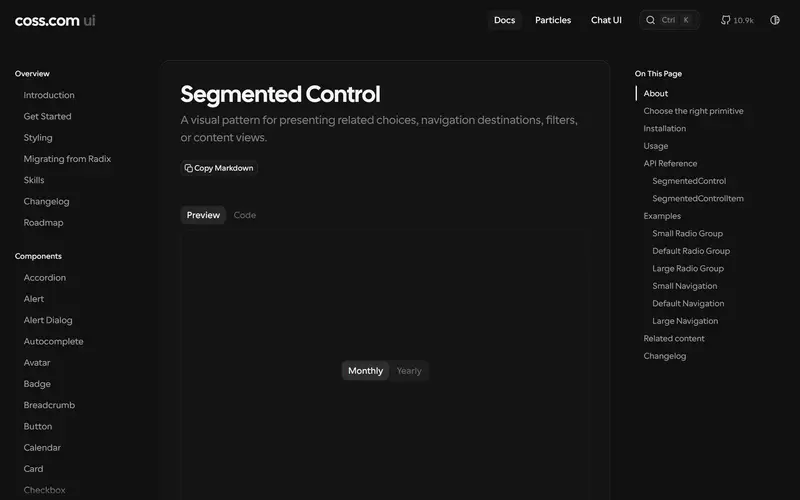 coss.com ui
Docs
Particles
Chat UI
Ctrl K
10.9k
Overview
Introduction
Get Started
Styling
Migrating from Radix
Skills
Changelog
Roadmap
Components
Accordion
Alert
Alert Dialog
Autocomplete
Avatar
Badge
Breadcrumb
Button
Calendar
Card
Checkbox
Segmented Control
A visual pattern for presenting related choices, navigation destinations, filters,
or content views.
Copy Markdown
Preview
Code
Monthly
Yearly
On This Page
About
Choose the right primitive
Installation
Usage
API Reference
SegmentedControl
SegmentedControlItem
Examples
Small Radio Group
Default Radio Group
Large Radio Group
Small Navigation
Default Navigation
Large Navigation
Related content
Changelog